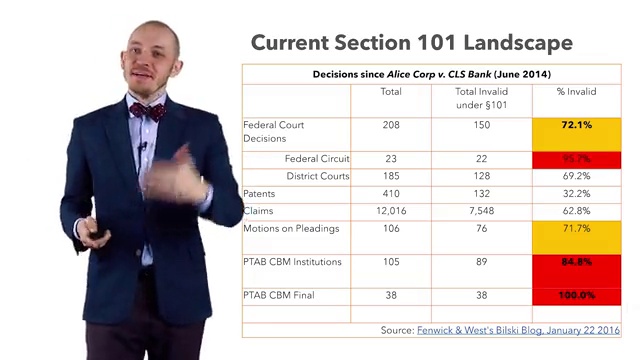 Current Section 101 Landscape
Decisions since Alice Corp v. CLS Bank (June 2014)
Total Total Invalid under §101 % Invalid
Federal Court Decisions 208 150 72.1%
Federal Circuit 23 22 95.7%
District Courts 185 128 69.2%
Patents 410 132 32.2%
Claims 12,016 7,548 62.8%
Motions on Pleadings 106 76 71.7%
PTAB CBM Institutions 105 89 84.8%
PTAB CBM Final 38 38 100.0%
Source: Fenwick & West's Bilski Blog, January 22 2016